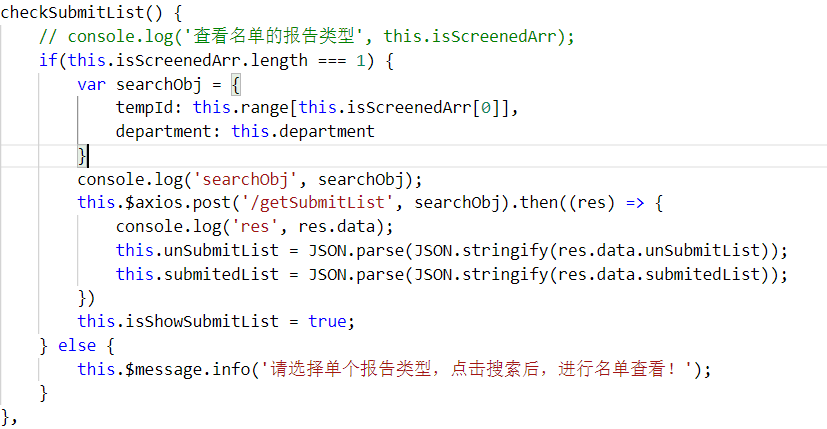 checkSubmitList() {
// console.log('查看名单的报告类型', this.isScreenedArr);
if(this.isScreenedArr.length === 1) {
var searchObj = {
tempId: this.range[this.isScreenedArr[0]],
department: this.department
}
console.log('searchObj', searchObj);
this.$axios.post('/getSubmitList', searchObj).then((res) => {
console.log('res', res.data);
this.unSubmitList = JSON.parse(JSON.stringify(res.data.unSubmitList));
this.submitedList = JSON.parse(JSON.stringify(res.data.submitedList));
})
this.isShowSubmitList = true;
} else {
this.$message.info('请选择单个报告类型，点击搜索后，进行名单查看！');
}
},